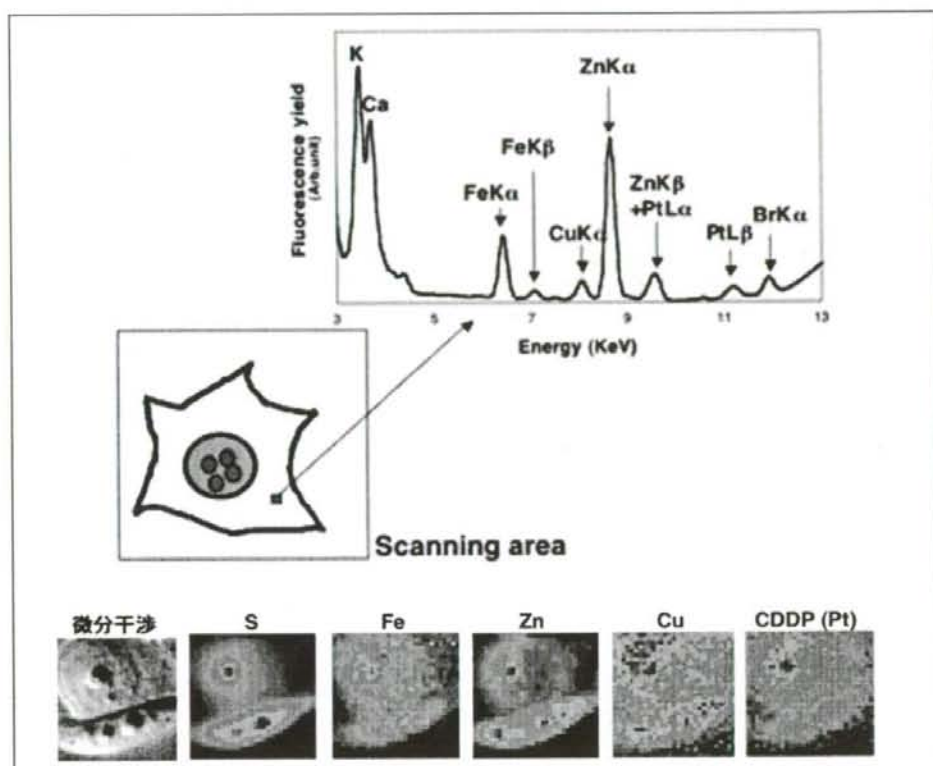 K
Ca
Fluorescence yield
(Arb.unit)
FeKα
FeKβ
CuKα
ZnKα
ZnKβ
+PtLα
PtLβ
BrKα
3 5 7 9 11 13
Energy (KeV)
Scanning area
微分干渉 S Fe Zn Cu CDDP (Pt)